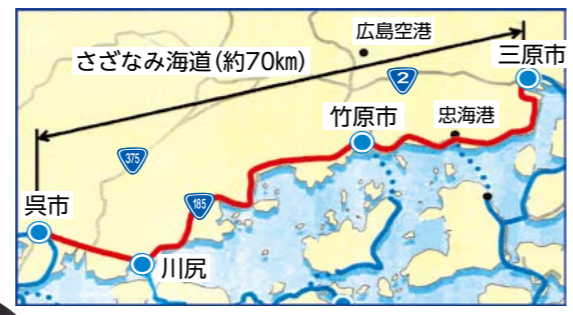 広島空港
さざなみ海道(約70km)
三原市
2
竹原市
忠海港
375
185
呉市
川尻